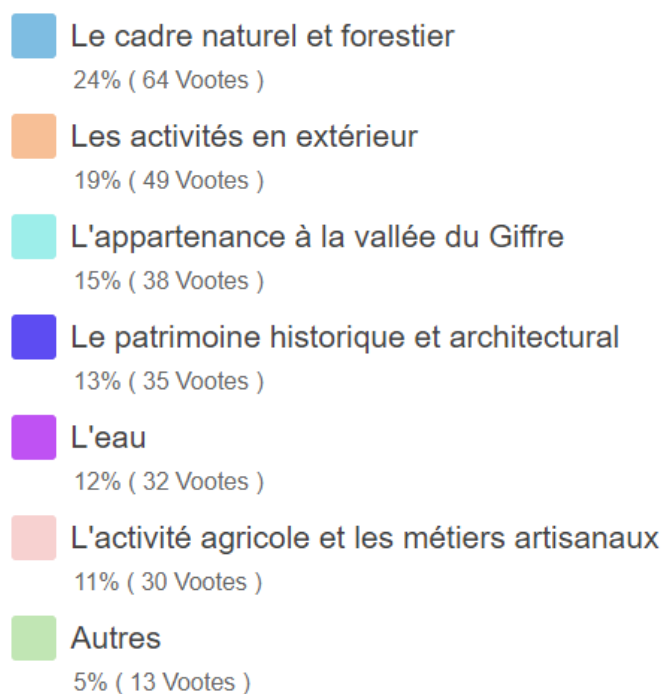 Le cadre naturel et forestier
24% ( 64 Vootes )
Les activités en extérieur
19% ( 49 Vootes )
L'appartenance à la vallée du Giffre
15% ( 38 Vootes )
Le patrimoine historique et architectural
13% ( 35 Vootes )
L'eau
12% ( 32 Vootes )
L'activité agricole et les métiers artisanaux
11% ( 30 Vootes )
Autres
5% ( 13 Vootes )